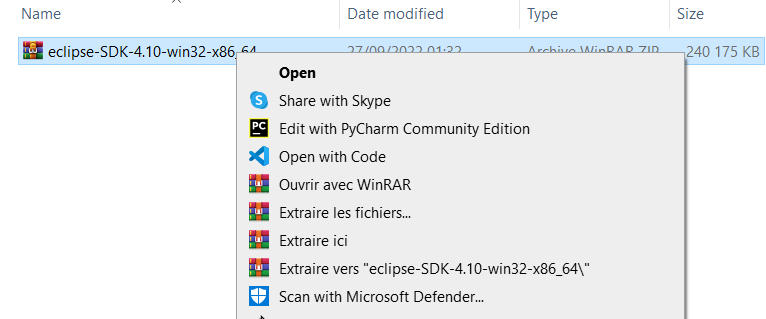 Name Date modified Type Size
eclipse-SDK-4.10-win32-x86_64 27/09/2022 01:32 Archive WinRAR ZIP 240 175 KB
Open
Share with Skype
Edit with PyCharm Community Edition
Open with Code
Ouvrir avec WinRAR
Extraire les fichiers...
Extraire ici
Extraire vers "eclipse-SDK-4.10-win32-x86_64\"
Scan with Microsoft Defender...